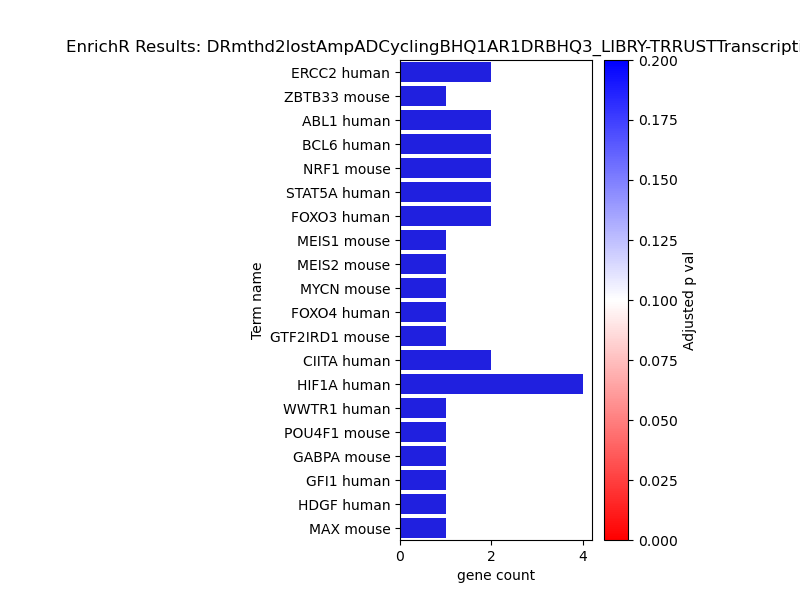 EnrichR Results: DRmthd2lostAmpADCyclingBHQ1AR1DRBHQ3_LIBRY-TRRUSTTranscripti
ERCC2 human
ZBTB33 mouse
ABL1 human
BCL6 human
NRF1 mouse
STAT5A human
FOXO3 human
MEIS1 mouse
MEIS2 mouse
MYCN mouse
FOXO4 human
GTF2IRD1 mouse
CIITA human
HIF1A human
WWTR1 human
POU4F1 mouse
GABPA mouse
GFI1 human
HDGF human
MAX mouse
Term name
0 2 4
gene count
0.200
0.175
0.150
0.125
0.100
0.075
0.050
0.025
0.000
Adjusted p val